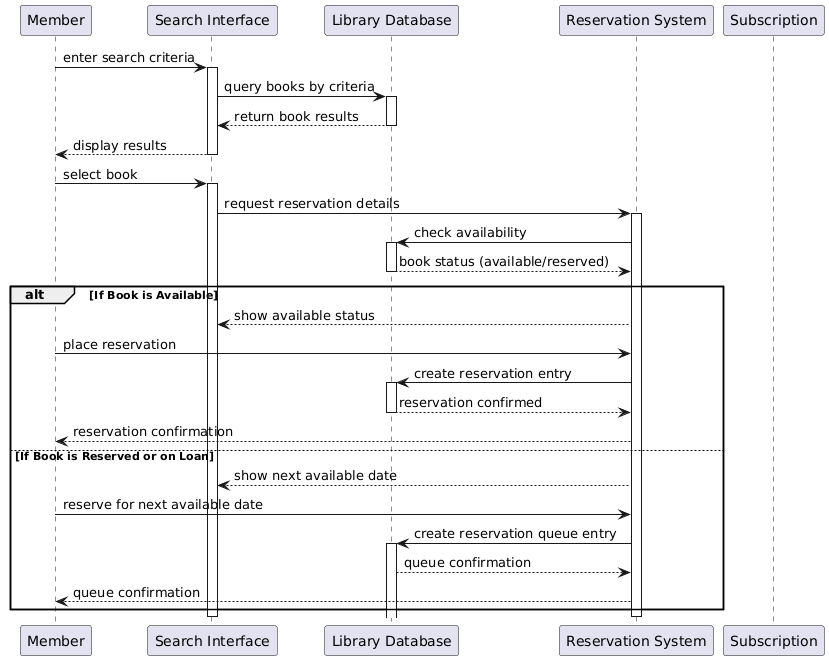 Member
Search Interface
Library Database
Reservation System
Subscription
enter search criteria
query books by criteria
return book results
display results
select book
request reservation details
check availability
book status (available/reserved)
alt
[If Book is Available]
show available status
place reservation
create reservation entry
reservation confirmed
reservation confirmation
[If Book is Reserved or on Loan]
show next available date
reserve for next available date
create reservation queue entry
queue confirmation
queue confirmation
Member
Search Interface
Library Database
Reservation System
Subscription